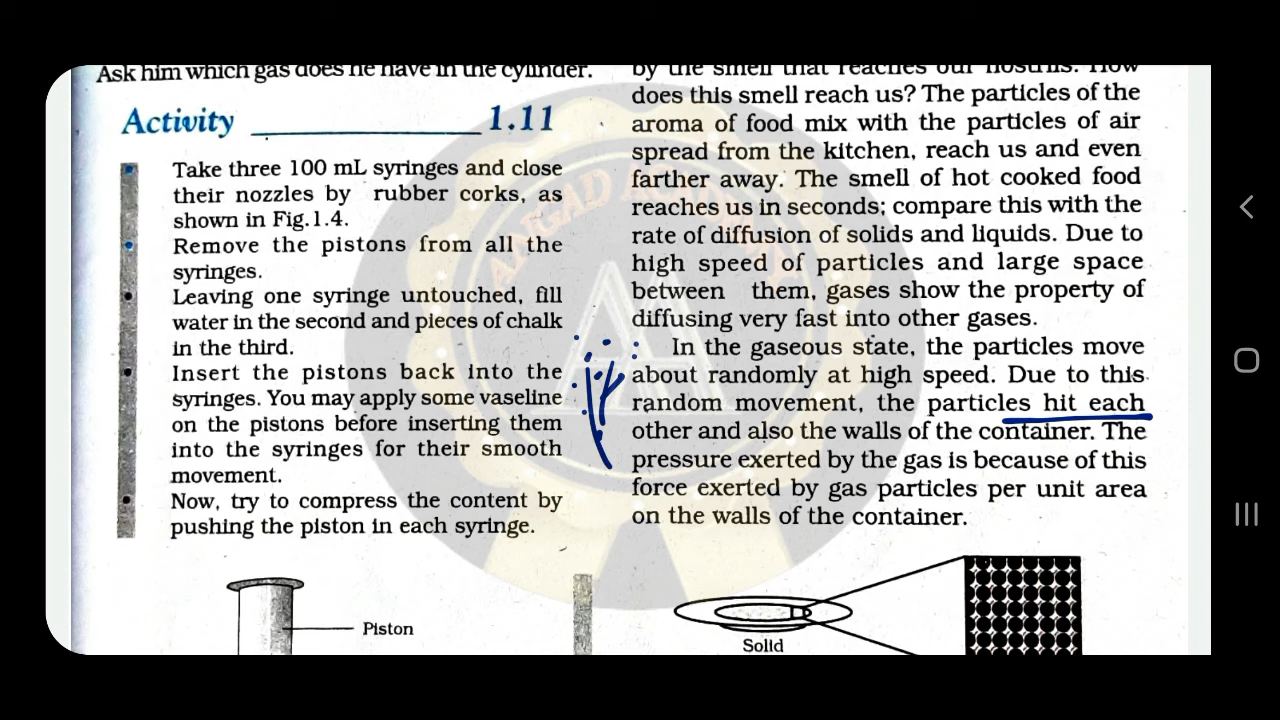 Ask him which gas does he have in the cylinder.
Activity 1.11
Take three 100 mL syringes and close
their nozzles by rubber corks, as
shown in Fig.1.4.
Remove the pistons from all the
syringes.
Leaving one syringe untouched, fill
water in the second and pieces of chalk
in the third.
Insert the pistons back into the
syringes. You may apply some vaseline
on the pistons before inserting them
into the syringes for their smooth
movement.
Now, try to compress the content by
pushing the piston in each syringe.
Piston
by the smell that reaches our nostrils. How
does this smell reach us? The particles of the
aroma of food mix with the particles of air
spread from the kitchen, reach us and even
farther away. The smell of hot cooked food
reaches us in seconds; compare this with the
rate of diffusion of solids and liquids. Due to
high speed of particles and large space
between them, gases show the property of
diffusing very fast into other gases.
In the gaseous state, the particles move
about randomly at high speed. Due to this
random movement, the particles hit each
other and also the walls of the container. The
pressure exerted by the gas is because of this
force exerted by gas particles per unit area
on the walls of the container.
Solid